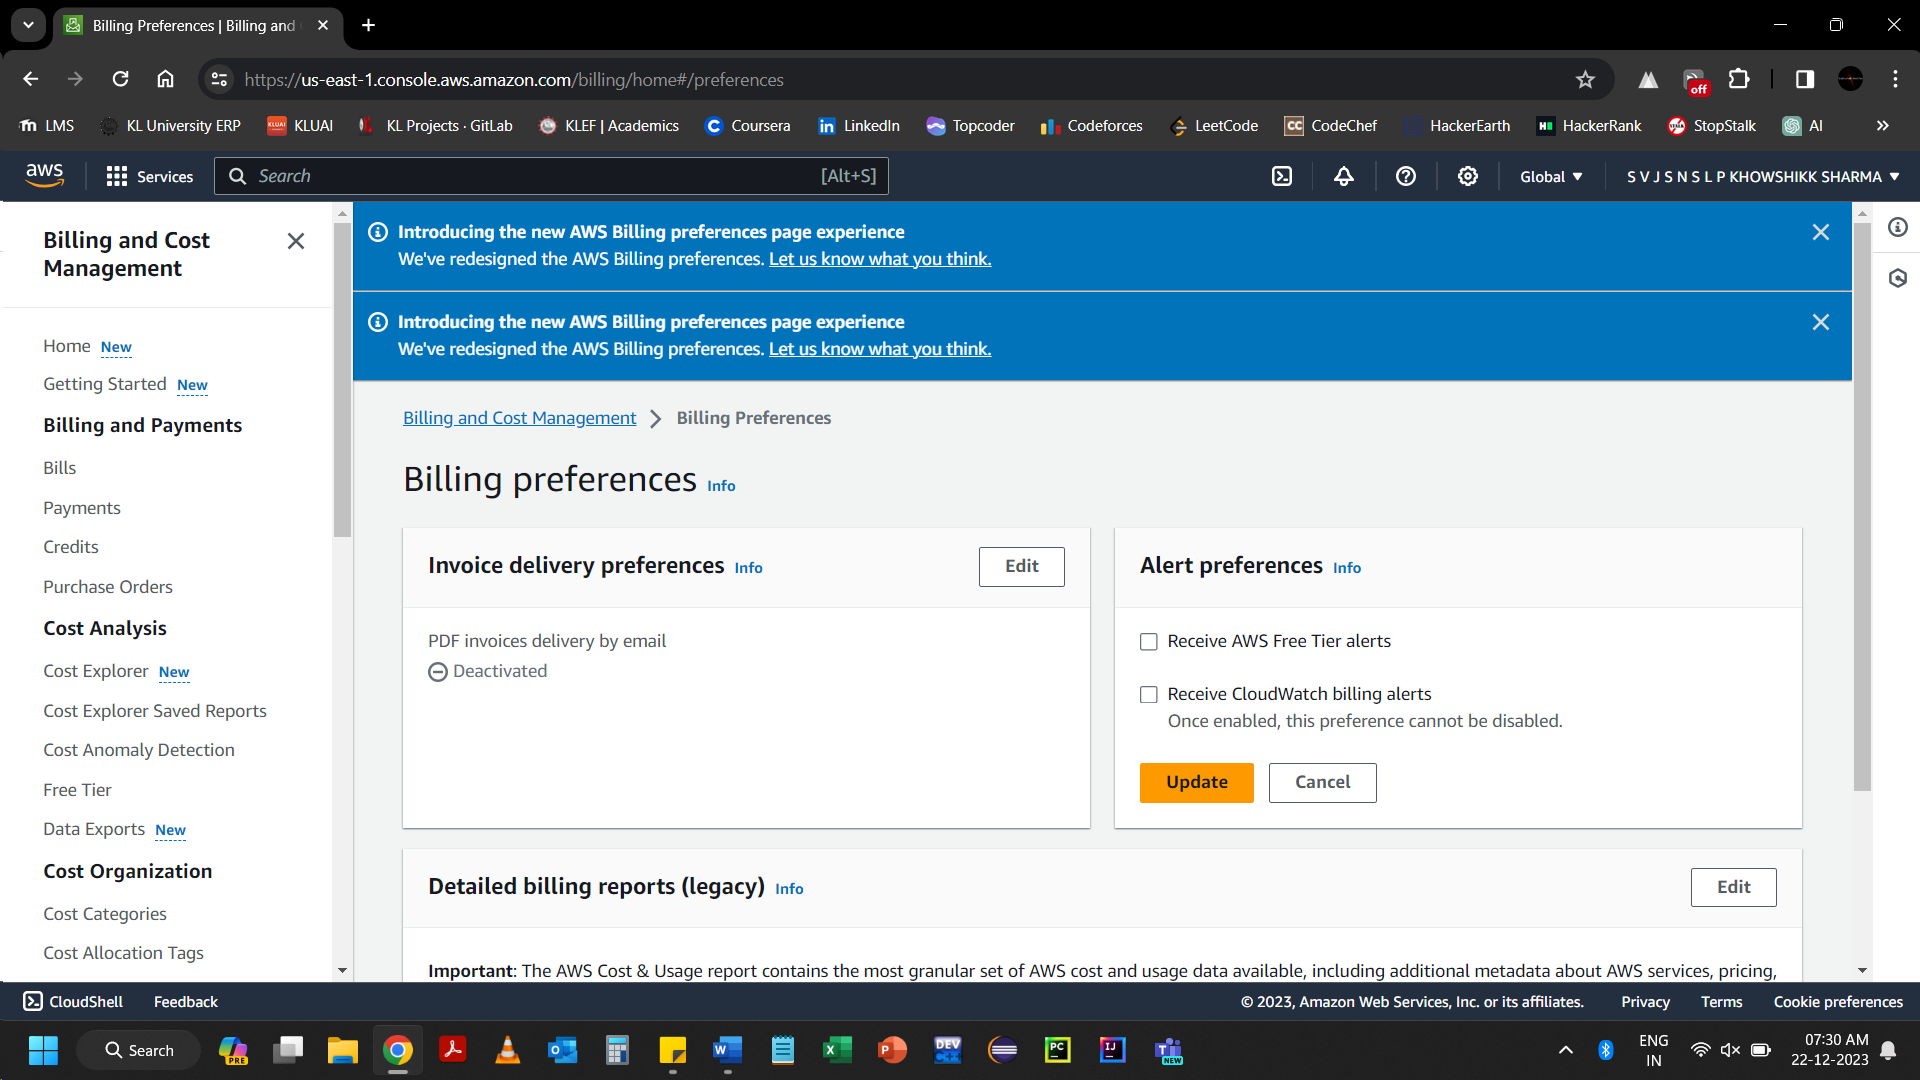 Billing Preferences | Billing and
https://us-east-1.console.aws.amazon.com/billing/home#/preferences
off
LMS
KL University ERP
KLUAI
KL Projects · GitLab
KLEF | Academics
Coursera
LinkedIn
Topcoder
Codeforces
LeetCode
CodeChef
HackerEarth
HackerRank
StopStalk
AI
aws
Services
Search
[Alt+S]
Global
S V J S N S L P KHOWSHIKK SHARMA
Billing and Cost
Management
Home New
Getting Started New
Billing and Payments
Bills
Payments
Credits
Purchase Orders
Cost Analysis
Cost Explorer New
Cost Explorer Saved Reports
Cost Anomaly Detection
Free Tier
Data Exports New
Cost Organization
Cost Categories
Cost Allocation Tags
Introducing the new AWS Billing preferences page experience
We've redesigned the AWS Billing preferences. Let us know what you think.
Introducing the new AWS Billing preferences page experience
We've redesigned the AWS Billing preferences. Let us know what you think.
Billing and Cost Management > Billing Preferences
Billing preferences Info
Invoice delivery preferences Info
Edit
PDF invoices delivery by email
Deactivated
Alert preferences Info
Receive AWS Free Tier alerts
Receive CloudWatch billing alerts
Once enabled, this preference cannot be disabled.
Update
Cancel
Detailed billing reports (legacy) Info
Edit
Important: The AWS Cost & Usage report contains the most granular set of AWS cost and usage data available, including additional metadata about AWS services, pricing,
CloudShell
Feedback
© 2023, Amazon Web Services, Inc. or its affiliates.
Privacy
Terms
Cookie preferences
Search
PRE
DEV
C++
PC
IJ
NEW
ENG
IN
07:30 AM
22-12-2023